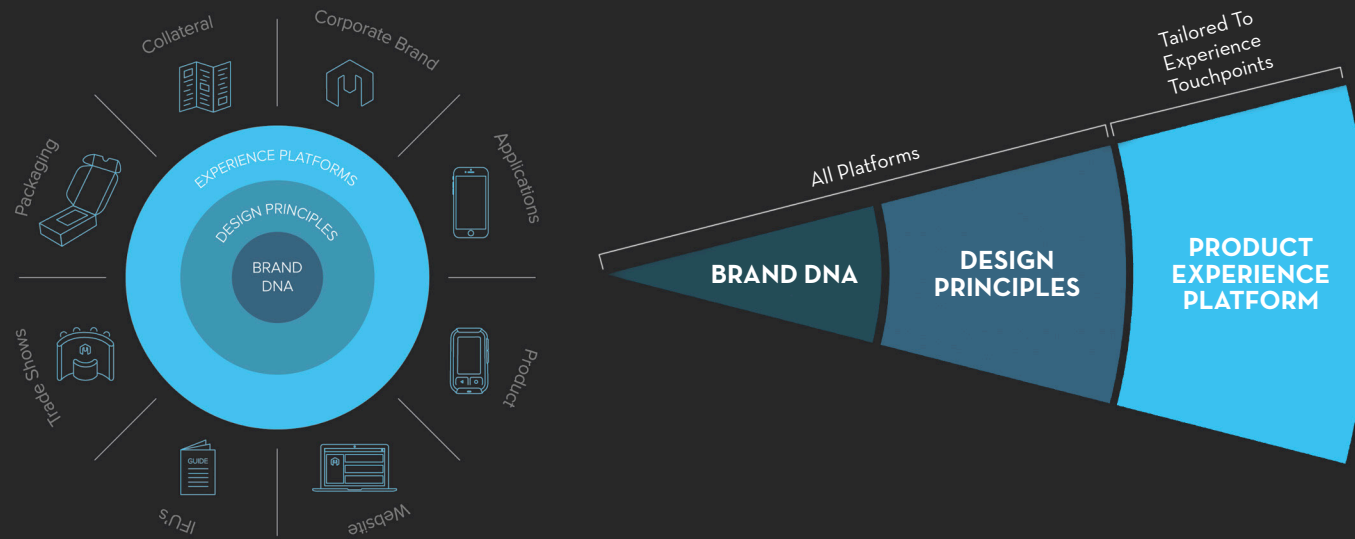 Collateral
Corporate Brand
Applications
Product
Website
IFU's
Trade Shows
Packaging
GUIDE
EXPERIENCE PLATFORMS
DESIGN PRINCIPLES
BRAND
DNA
All Platforms
Tailored To
Experience
Touchpoints
BRAND DNA
DESIGN
PRINCIPLES
PRODUCT
EXPERIENCE
PLATFORM